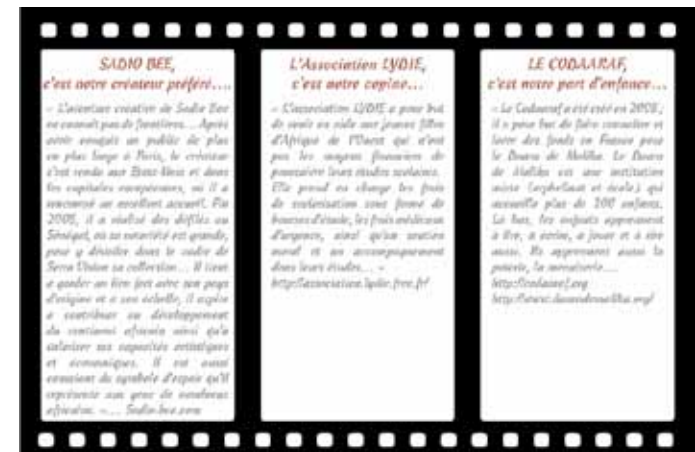 SADIO BEE,
c'est notre créateur préféré....
« L'aventure créative de Sadio Bee
ne connait pas de frontières... Après
avoir conquis un public de plus
en plus large à Paris, le créateur
s'est rendu aux Etats-Unis et dans
les capitales européennes, où il a
rencontré un excellent accueil. Fin
2005, il a réalisé des défilés au
Sénégal, où sa notoriété est grande,
pour y dévoiler dans le cadre de
Serra Union sa collection... Il tient
a garder un lien fort avec son pays
d'origine et a son échelle, il aspire
a contribuer au développement
du continent africain ainsi qu'a
valoriser ses capacités artistiques
et économiques. Il est aussi
conscient du symbole d'espoir qu'il
représente aux yeux de nombreux
africains. »... Sadio-bee.com
L'Association LYDIE,
c'est notre copine...
« L'association LYDIE a pour but
de venir en aide aux jeunes filles
d'Afrique de l'Ouest qui n'ont
pas les moyens financiers de
poursuivre leurs études scolaires.
Elle prend en charge les frais
de scolarisation sous forme de
bourses d'étude, les frais médicaux
d'urgence, ainsi qu'un soutien
moral et un accompagnement
dans leurs études... »
http://association.lydie.free.fr/
LE CODAARAF,
c'est notre part d'enfance...
« Le Codaaraf a été créé en 2008;
il a pour but de faire connaitre et
lever des fonds en France pour
le Daara de Malika. Le Daara
de Malika est une institution
mixte (orphelinat et école) qui
accueille plus de 200 enfants.
Là bas, les enfants apprennent
a lire, a écrire, a jouer et a être
aussi. Ils apprennent aussi la
poterie, la menuiserie....
http://codaaraf.org
http://www.daarademalika.org/